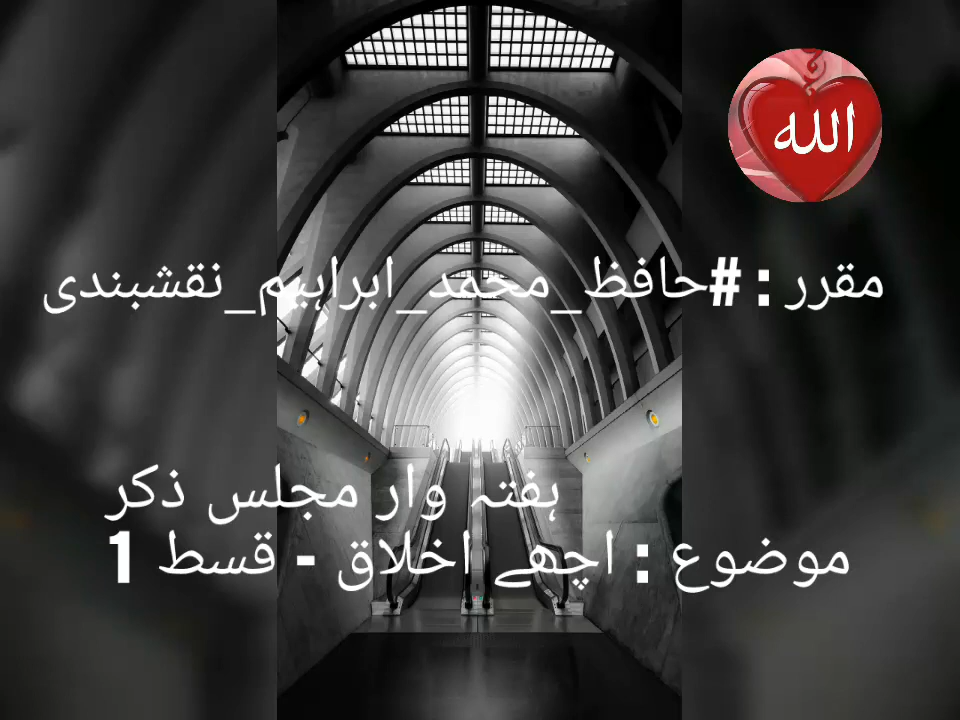 الله
مقرر : #حافظ_محمد_ابراہیم_نقشبندی
ہفتہ وار مجلس ذکر
موضوع : اچھے اخلاق - قسط 1